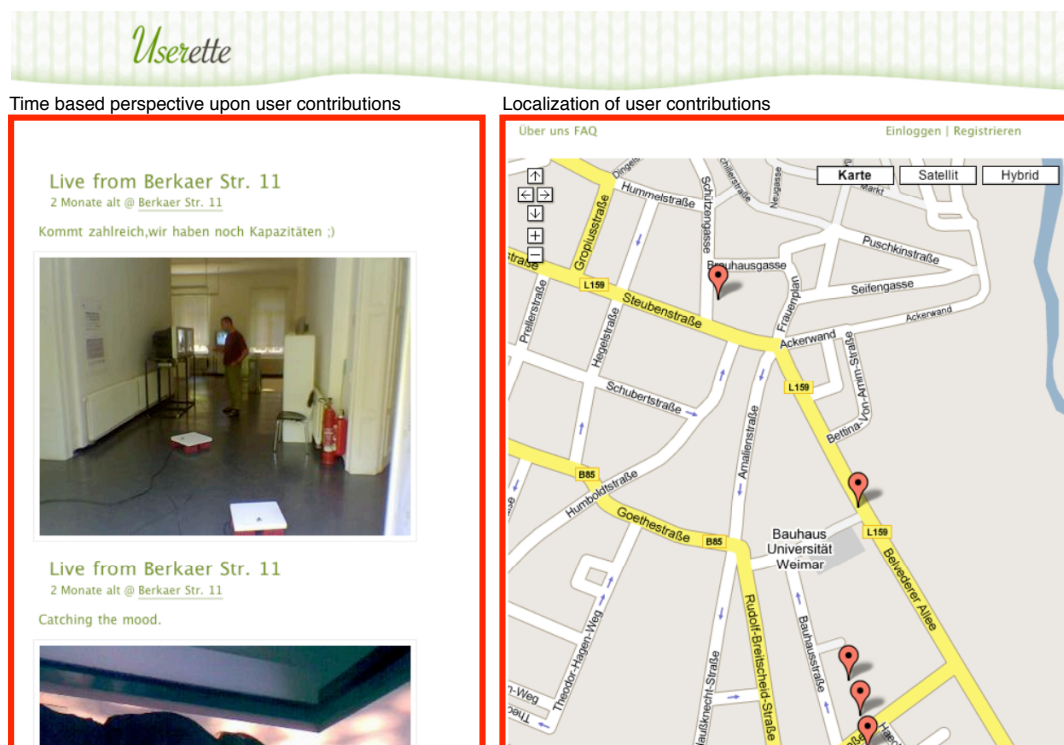 Userette
Time based perspective upon user contributions
Localization of user contributions
Live from Berkaer Str. 11
2 Monate alt @ Berkaer Str. 11
Kommt zahlreich,wir haben noch Kapazitäten ;)
Live from Berkaer Str. 11
2 Monate alt @ Berkaer Str. 11
Catching the mood.
Über uns FAQ
Einloggen | Registrieren
Karte
Satellit
Hybrid
Markt
Hummelstraße
Schützengasse
Neugasse
Gropiusstraße
Puschkinstraße
Brauhausgasse
Seifengasse
L159
Steubenstraße
Frauenplan
Ackerwand
Ackerwand
Prellerstraße
Hegelstraße
L159
Bettina-Von-Arnim-Straße
Schubertstraße
Amalienstraße
B85
Humboldtstraße
Goethestraße
B85
Bauhaus
Universität
Weimar
L159
Belvederer Allee
Rudolf-Breitscheid-Straße
Bauhausstraße
Theodor-Hagen-Weg